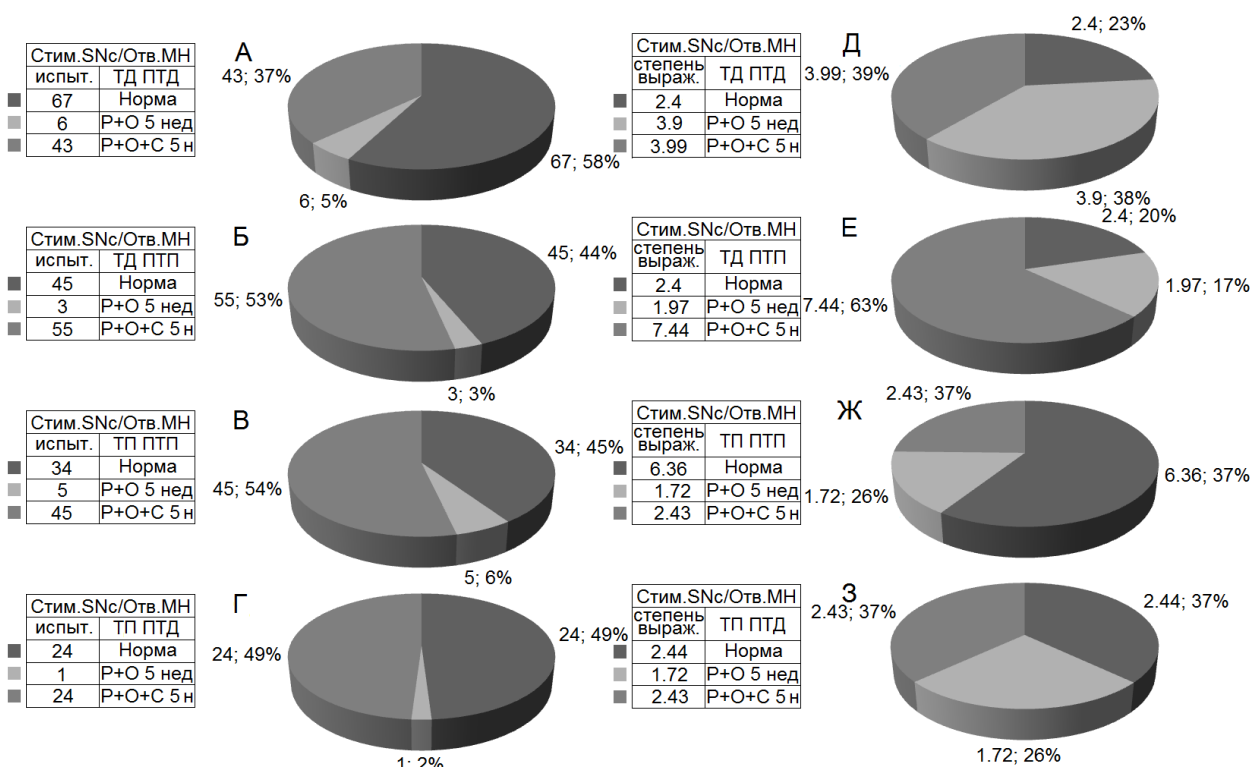 А
Стим.SNc/Отв.МН
испыт. ТД ПТД
67 Норма
6 Р+О 5 нед
43 Р+О+С 5 н
43; 37%
67; 58%
6; 5%
Б
Стим.SNc/Отв.МН
испыт. ТД ПТП
45 Норма
3 Р+О 5 нед
55 Р+О+С 5 н
45; 44%
55; 53%
3; 3%
В
Стим.SNc/Отв.МН
испыт. ТП ПТП
34 Норма
5 Р+О 5 нед
45 Р+О+С 5 н
34; 45%
45; 54%
5; 6%
Г
Стим.SNc/Отв.МН
испыт. ТП ПТД
24 Норма
1 Р+О 5 нед
24 Р+О+С 5 н
24; 49%
24; 49%
1; 2%
Д
Стим.SNc/Отв.МН
степень
выраж. ТД ПТД
2.4 Норма
3.9 Р+О 5 нед
3.99 Р+О+С 5 н
2.4; 23%
3.99; 39%
3.9; 38%
Е
Стим.SNc/Отв.МН
степень
выраж. ТД ПТП
2.4 Норма
1.97 Р+О 5 нед
7.44 Р+О+С 5 н
2.4; 20%
1.97; 17%
7.44; 63%
Ж
Стим.SNc/Отв.МН
степень
выраж. ТП ПТП
6.36 Норма
1.72 Р+О 5 нед
2.43 Р+О+С 5 н
2.43; 37%
6.36; 37%
1.72; 26%
З
Стим.SNc/Отв.МН
степень
выраж. ТП ПТД
2.44 Норма
1.72 Р+О 5 нед
2.43 Р+О+С 5 н
2.43; 37%
2.44; 37%
1.72; 26%